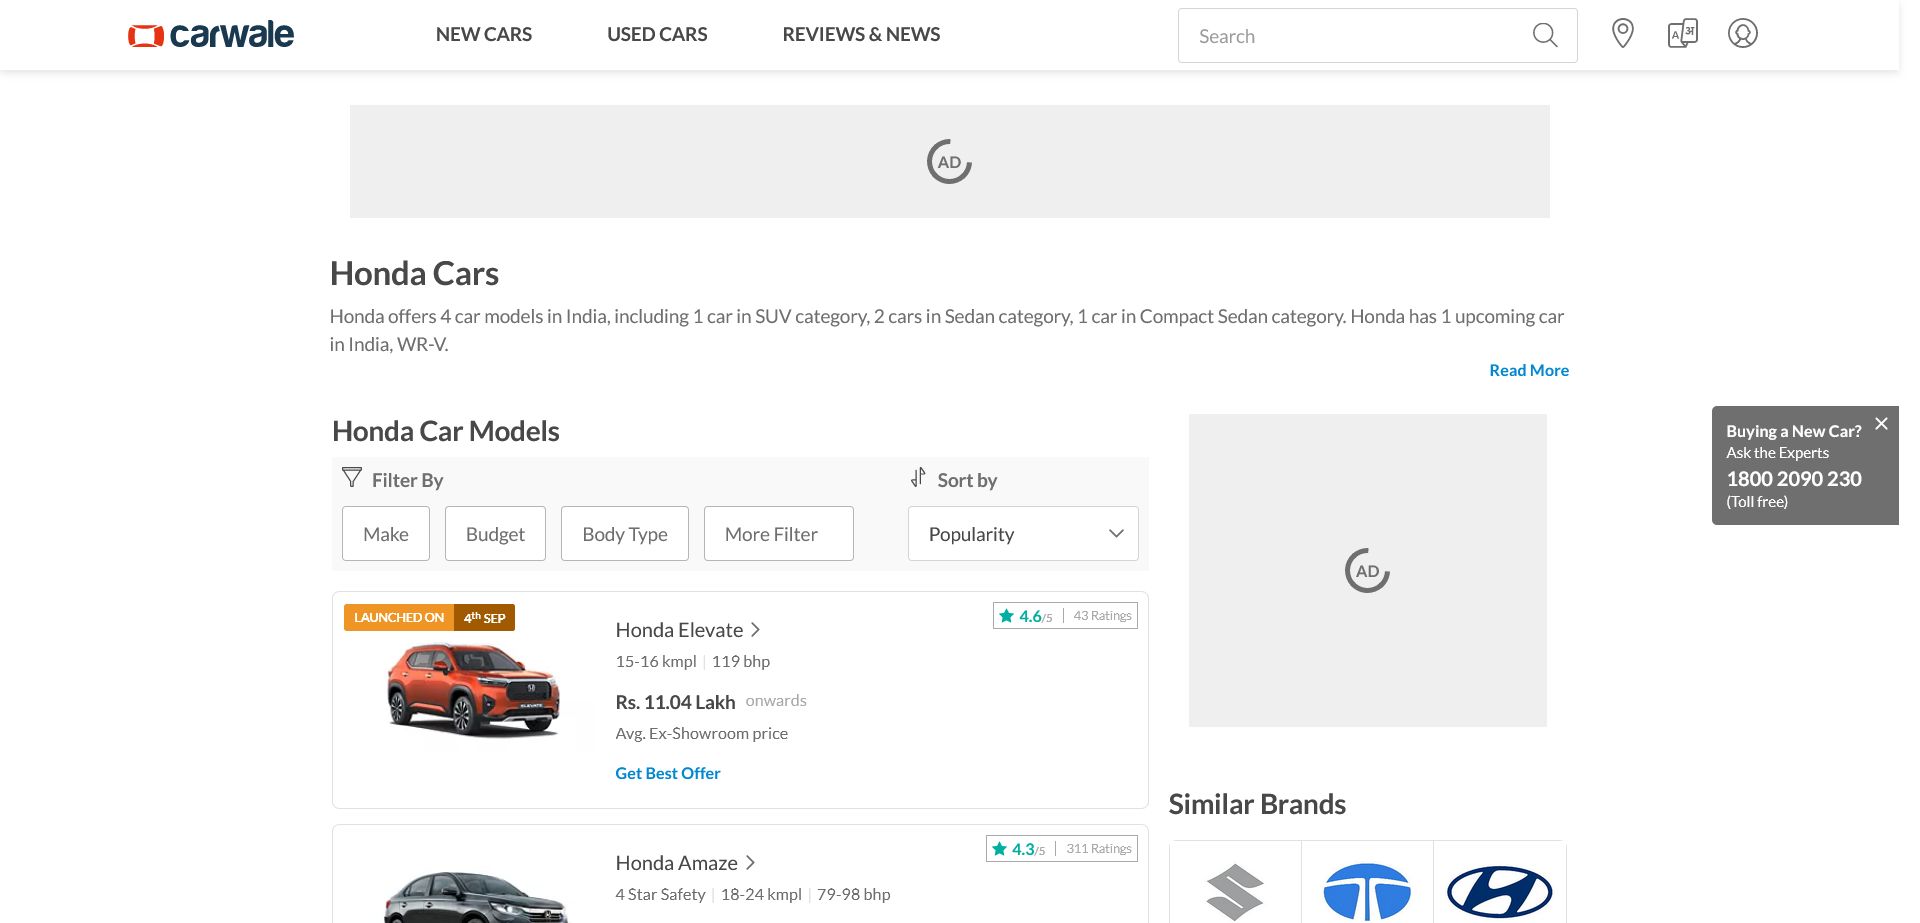 carwale
NEW CARS
USED CARS
REVIEWS & NEWS
Search
A अ
AD
Honda Cars
Honda offers 4 car models in India, including 1 car in SUV category, 2 cars in Sedan category, 1 car in Compact Sedan category. Honda has 1 upcoming car
in India, WR-V.
Read More
Honda Car Models
Filter By
Sort by
Make
Budget
Body Type
More Filter
Popularity
LAUNCHED ON 4th SEP
ELEVATE
Honda Elevate
4.6/5 | 43 Ratings
15-16 kmpl | 119 bhp
Rs. 11.04 Lakh onwards
Avg. Ex-Showroom price
Get Best Offer
Honda Amaze
4.3/5 | 311 Ratings
4 Star Safety | 18-24 kmpl | 79-98 bhp
AD
Similar Brands
Buying a New Car?
Ask the Experts
1800 2090 230
(Toll free)